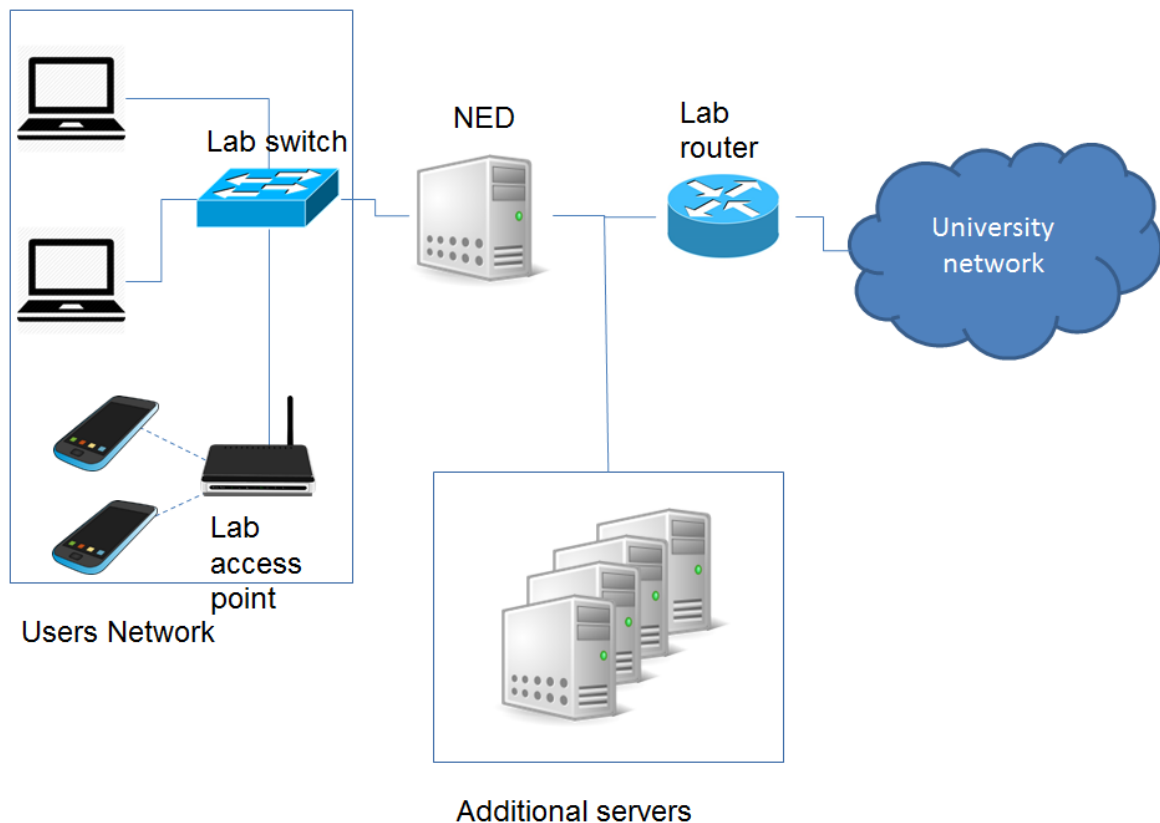 Lab switch
NED
Lab
router
University
network
Lab
access
point
Users Network
Additional servers